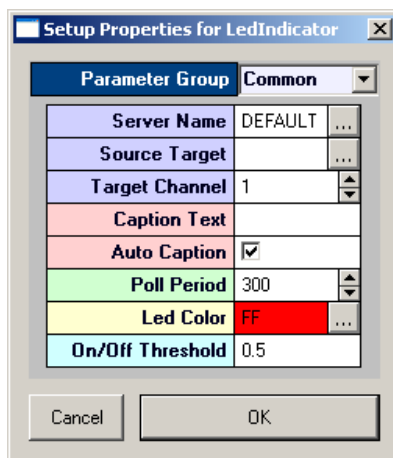 Setup Properties for LedIndicator
Parameter Group Common
Server Name DEFAULT ...
Source Target ...
Target Channel 1
Caption Text
Auto Caption
Poll Period 300
Led Color FF ...
On/Off Threshold 0.5
Cancel OK